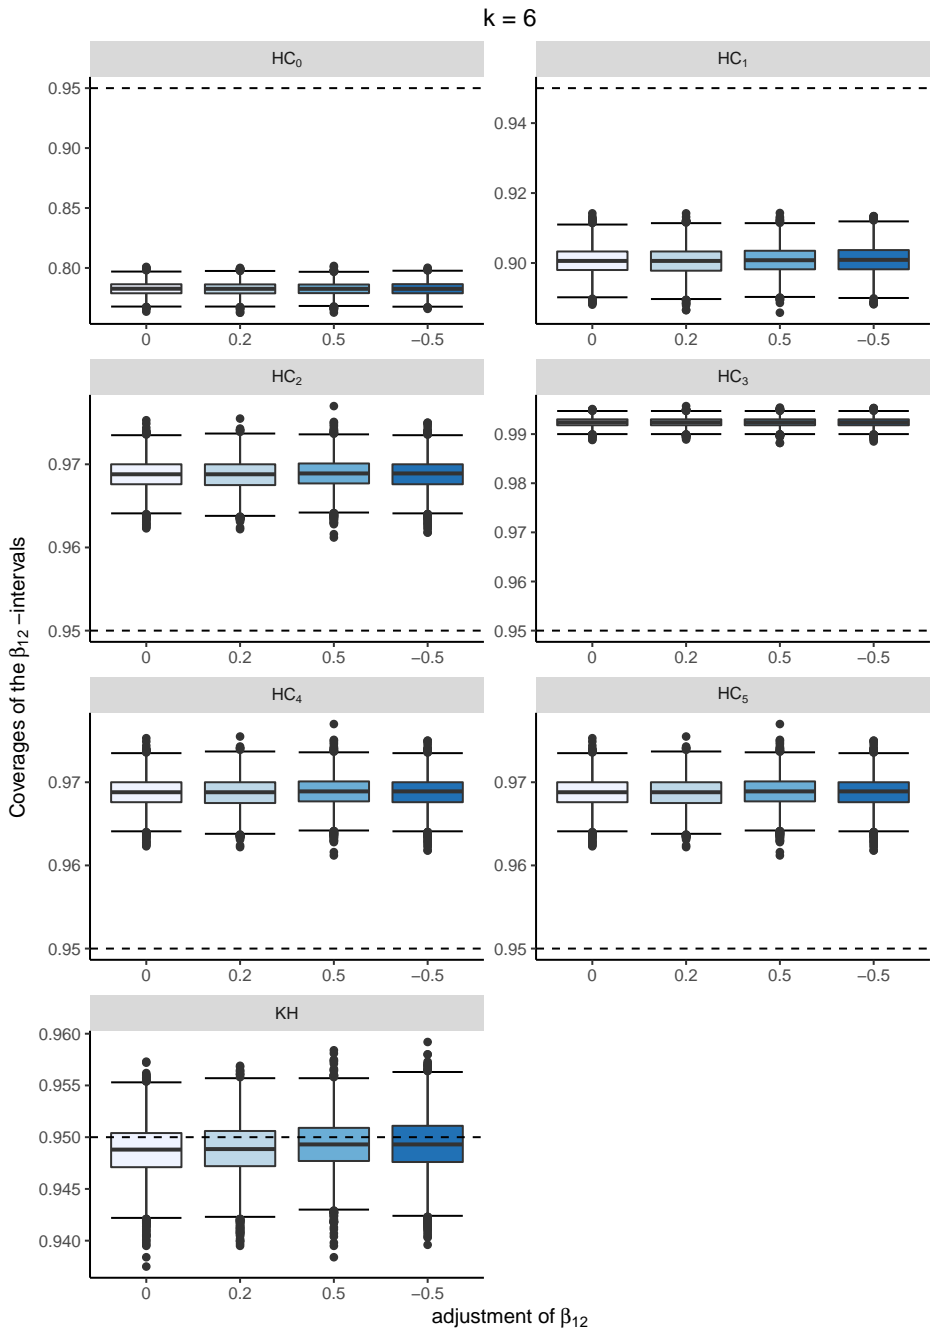 k = 6
HC₀
HC₁
0.95
0.90
0.85
0.80
0.94
0.92
0.90
0 0.2 0.5 −0.5
0 0.2 0.5 −0.5
HC₂
HC₃
0.97
0.96
0.95
0.99
0.98
0.97
0.96
0.95
0 0.2 0.5 −0.5
0 0.2 0.5 −0.5
HC₄
HC₅
0.97
0.96
0.95
0.97
0.96
0.95
0 0.2 0.5 −0.5
0 0.2 0.5 −0.5
KH
0.960
0.955
0.950
0.945
0.940
0 0.2 0.5 −0.5
Coverages of the β₁₂ −intervals
adjustment of β₁₂